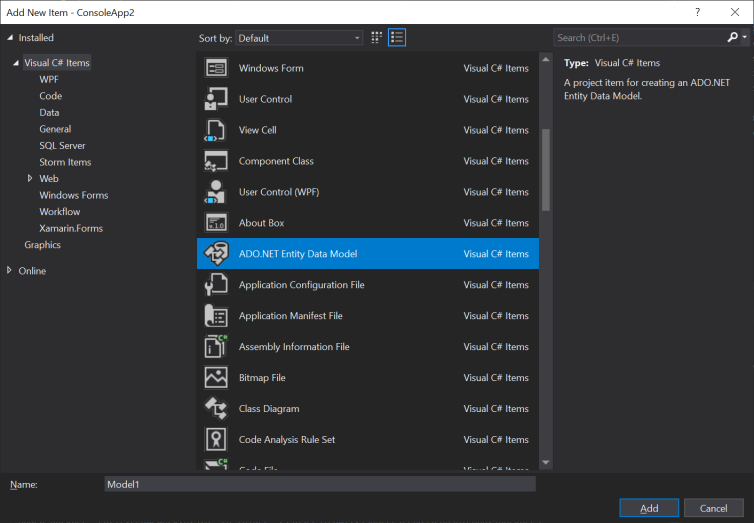 Add New Item - ConsoleApp2
Installed
Sort by: Default
Search (Ctrl+E)
Visual C# Items
WPF
Code
Data
General
SQL Server
Storm Items
Web
Windows Forms
Workflow
Xamarin.Forms
Graphics
Online
Windows Form Visual C# Items
User Control Visual C# Items
View Cell Visual C# Items
Component Class Visual C# Items
User Control (WPF) Visual C# Items
About Box Visual C# Items
ADO.NET Entity Data Model Visual C# Items
Application Configuration File Visual C# Items
Application Manifest File Visual C# Items
Assembly Information File Visual C# Items
Bitmap File Visual C# Items
Class Diagram Visual C# Items
Code Analysis Rule Set Visual C# Items
Code File Visual C# Items
Type: Visual C# Items
A project item for creating an ADO.NET
Entity Data Model.
Name: Model1
Add Cancel